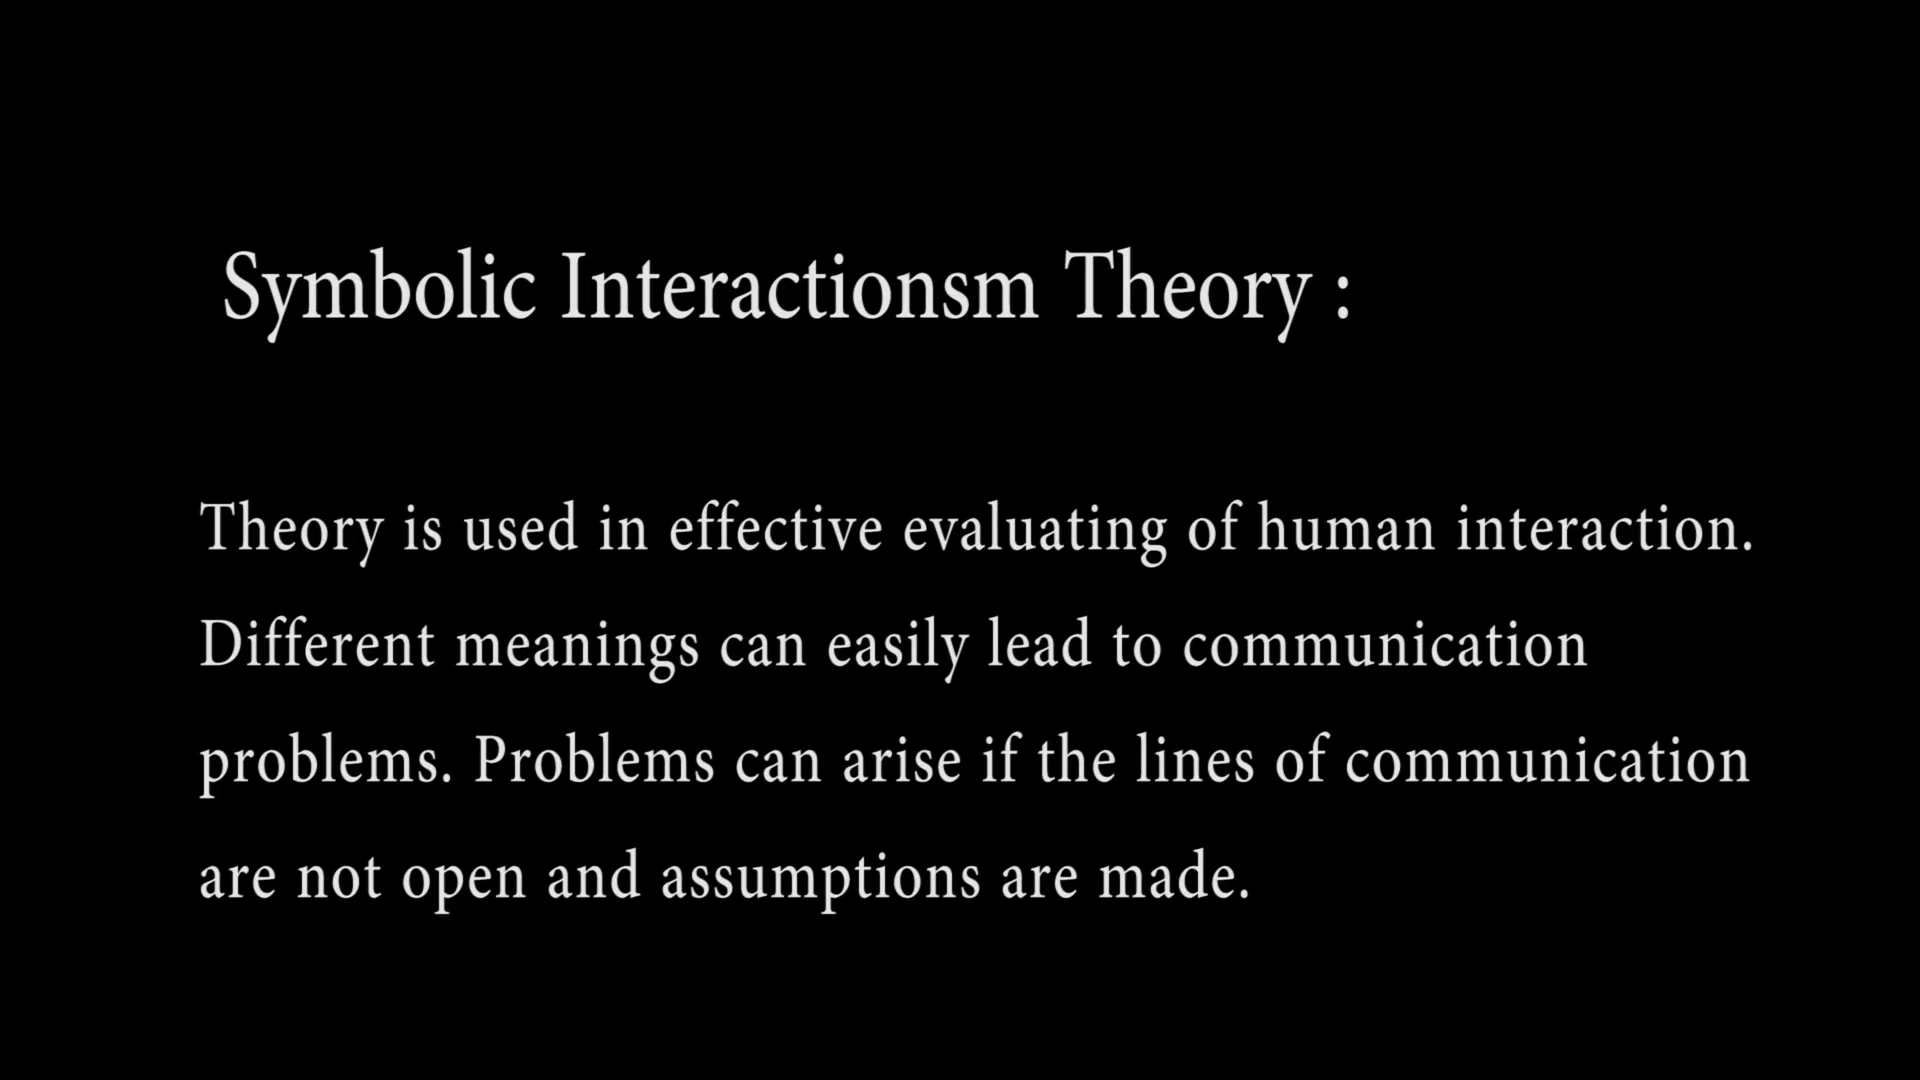 Symbolic Interactionsm Theory :
Theory is used in effective evaluating of human interaction.
Different meanings can easily lead to communication
problems. Problems can arise if the lines of communication
are not open and assumptions are made.